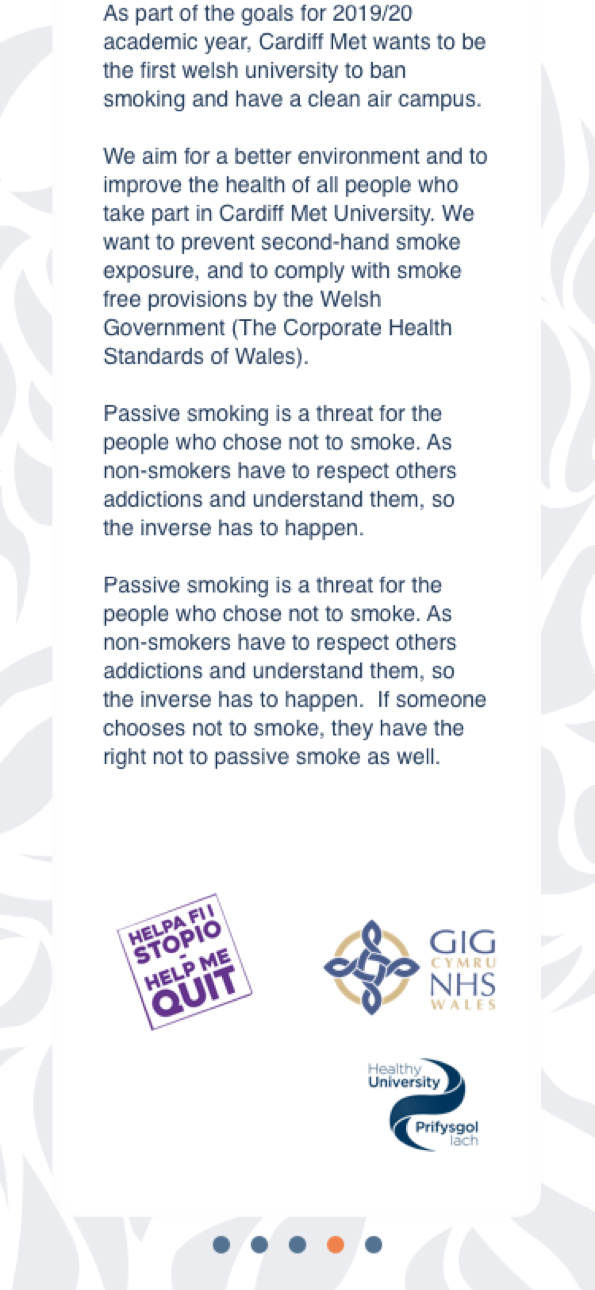 As part of the goals for 2019/20
academic year, Cardiff Met wants to be
the first welsh university to ban
smoking and have a clean air campus.
We aim for a better environment and to
improve the health of all people who
take part in Cardiff Met University. We
want to prevent second-hand smoke
exposure, and to comply with smoke
free provisions by the Welsh
Government (The Corporate Health
Standards of Wales).
Passive smoking is a threat for the
people who chose not to smoke. As
non-smokers have to respect others
addictions and understand them, so
the inverse has to happen.
Passive smoking is a threat for the
people who chose not to smoke. As
non-smokers have to respect others
addictions and understand them, so
the inverse has to happen.  If someone
chooses not to smoke, they have the
right not to passive smoke as well.
HELPA FI I
STOPIO
-
HELP ME
QUIT
GIG
CYMRU
NHS
WALES
Healthy
University
Prifysgol
Iach